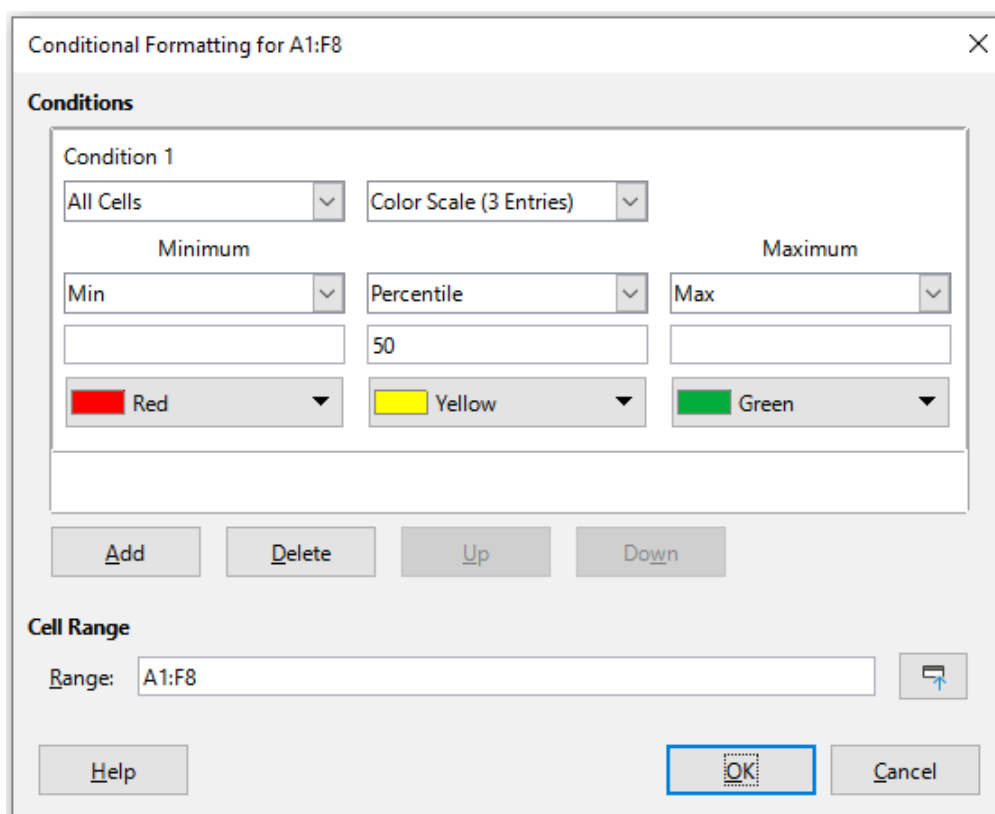 Conditional Formatting for A1:F8
Conditions
Condition 1
All Cells Color Scale (3 Entries)
Minimum Maximum
Min Percentile Max
50
Red Yellow Green
Add Delete Up Down
Cell Range
Range: A1:F8
Help OK Cancel